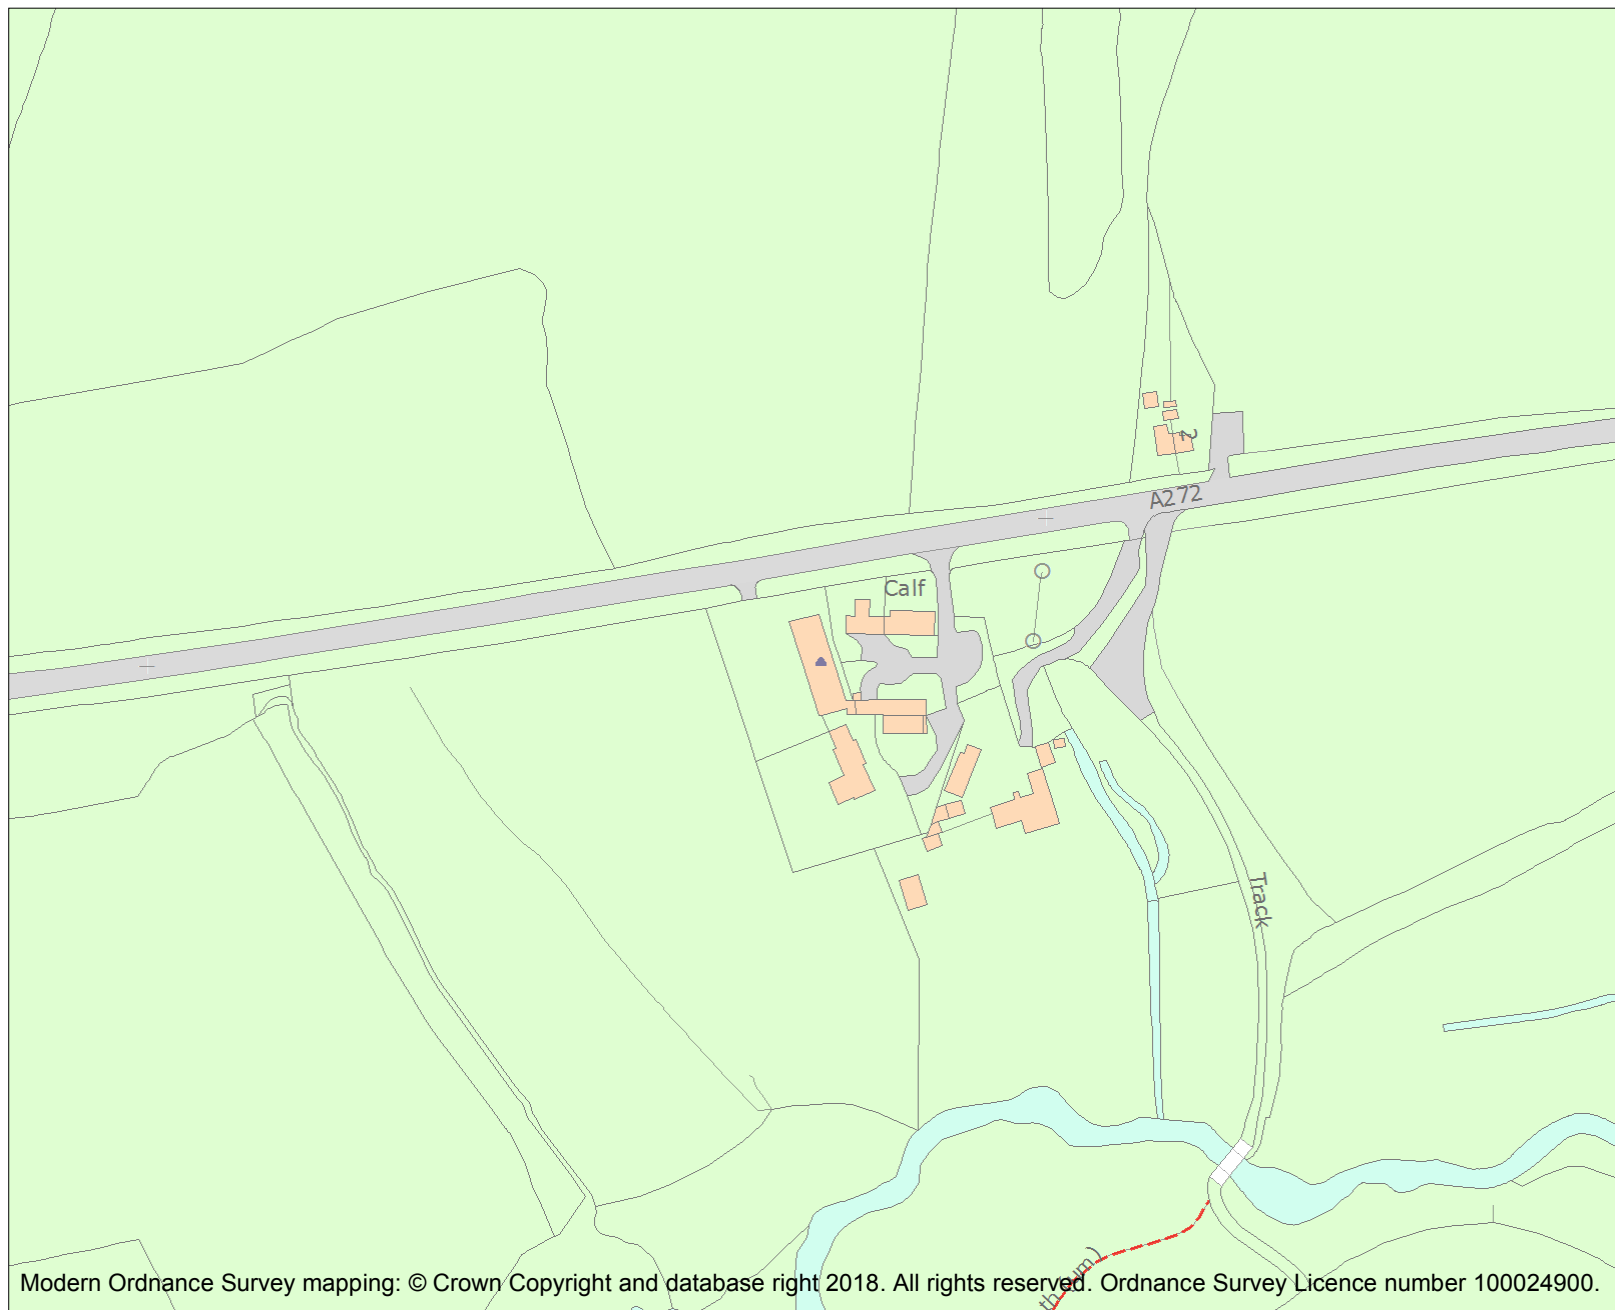 2
A272
Calf
Track
Modern Ordnance Survey mapping: © Crown Copyright and database right 2018. All rights reserved. Ordnance Survey Licence number 100024900.